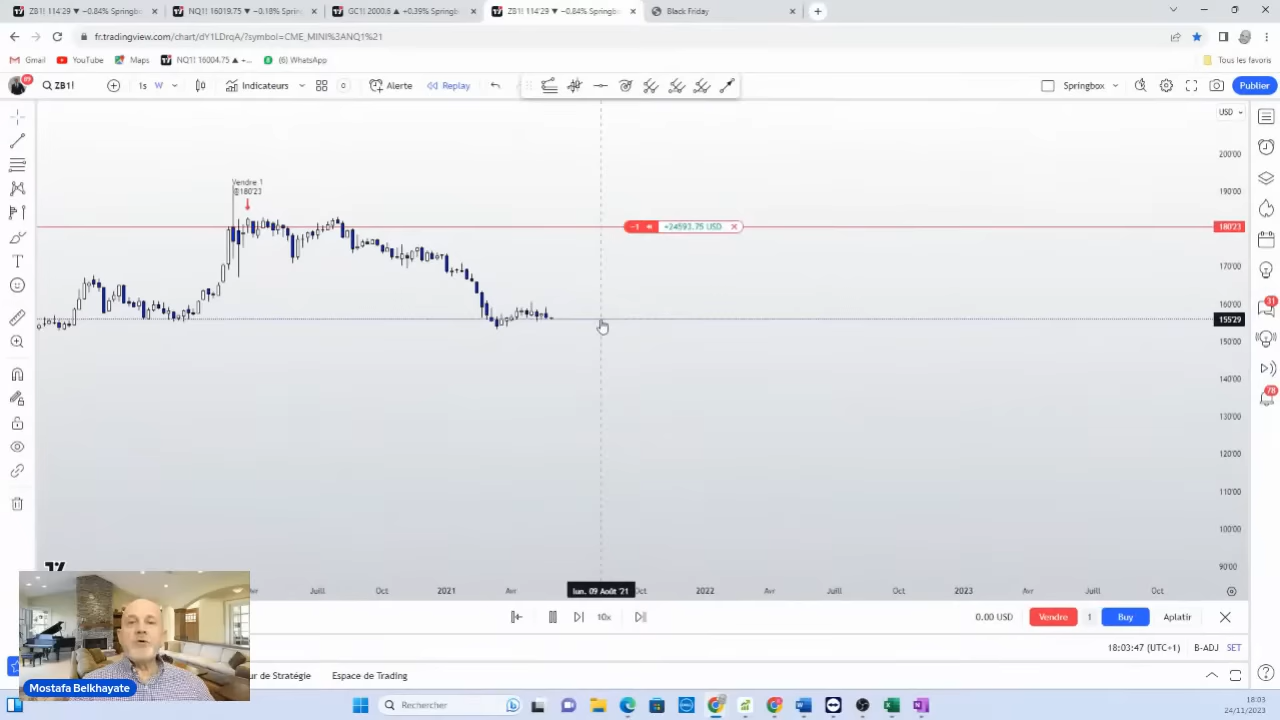 ZB1! 114'29 ▼ −0.84% Springb
NQ1! 16019.75 ▼ −0.18% Sprin
GC1! 2000.6 ▲ +0.39% Springb
ZB1! 114'29 ▼ −0.84% Springb
Black Friday
fr.tradingview.com/chart/dY1LDrqA/?symbol=CME_MINI%3ANQ1%21
Gmail
YouTube
Maps
NQ1! 16004.75 ▲ +...
(6) WhatsApp
Tous les favoris
89
ZB1!
1s
W
Indicateurs
Alerte
Replay
Springbox
Publier
USD
Vendre 1
@180'23
−1
+24593.75 USD
200'00
190'00
180'23
170'00
160'00
155'29
150'00
140'00
130'00
120'00
110'00
100'00
90'00
31
78
Juill
Oct
2021
Avr
lun. 09 Août '21
Oct
2022
Avr
Juill
Oct
2023
Avr
Juill
Oct
10x
0.00 USD
Vendre
1
Buy
Aplatir
18:03:47 (UTC+1)
B-ADJ
SET
ur de Stratégie
Espace de Trading
Mostafa Belkhayate
Rechercher
18:03
24/11/2023